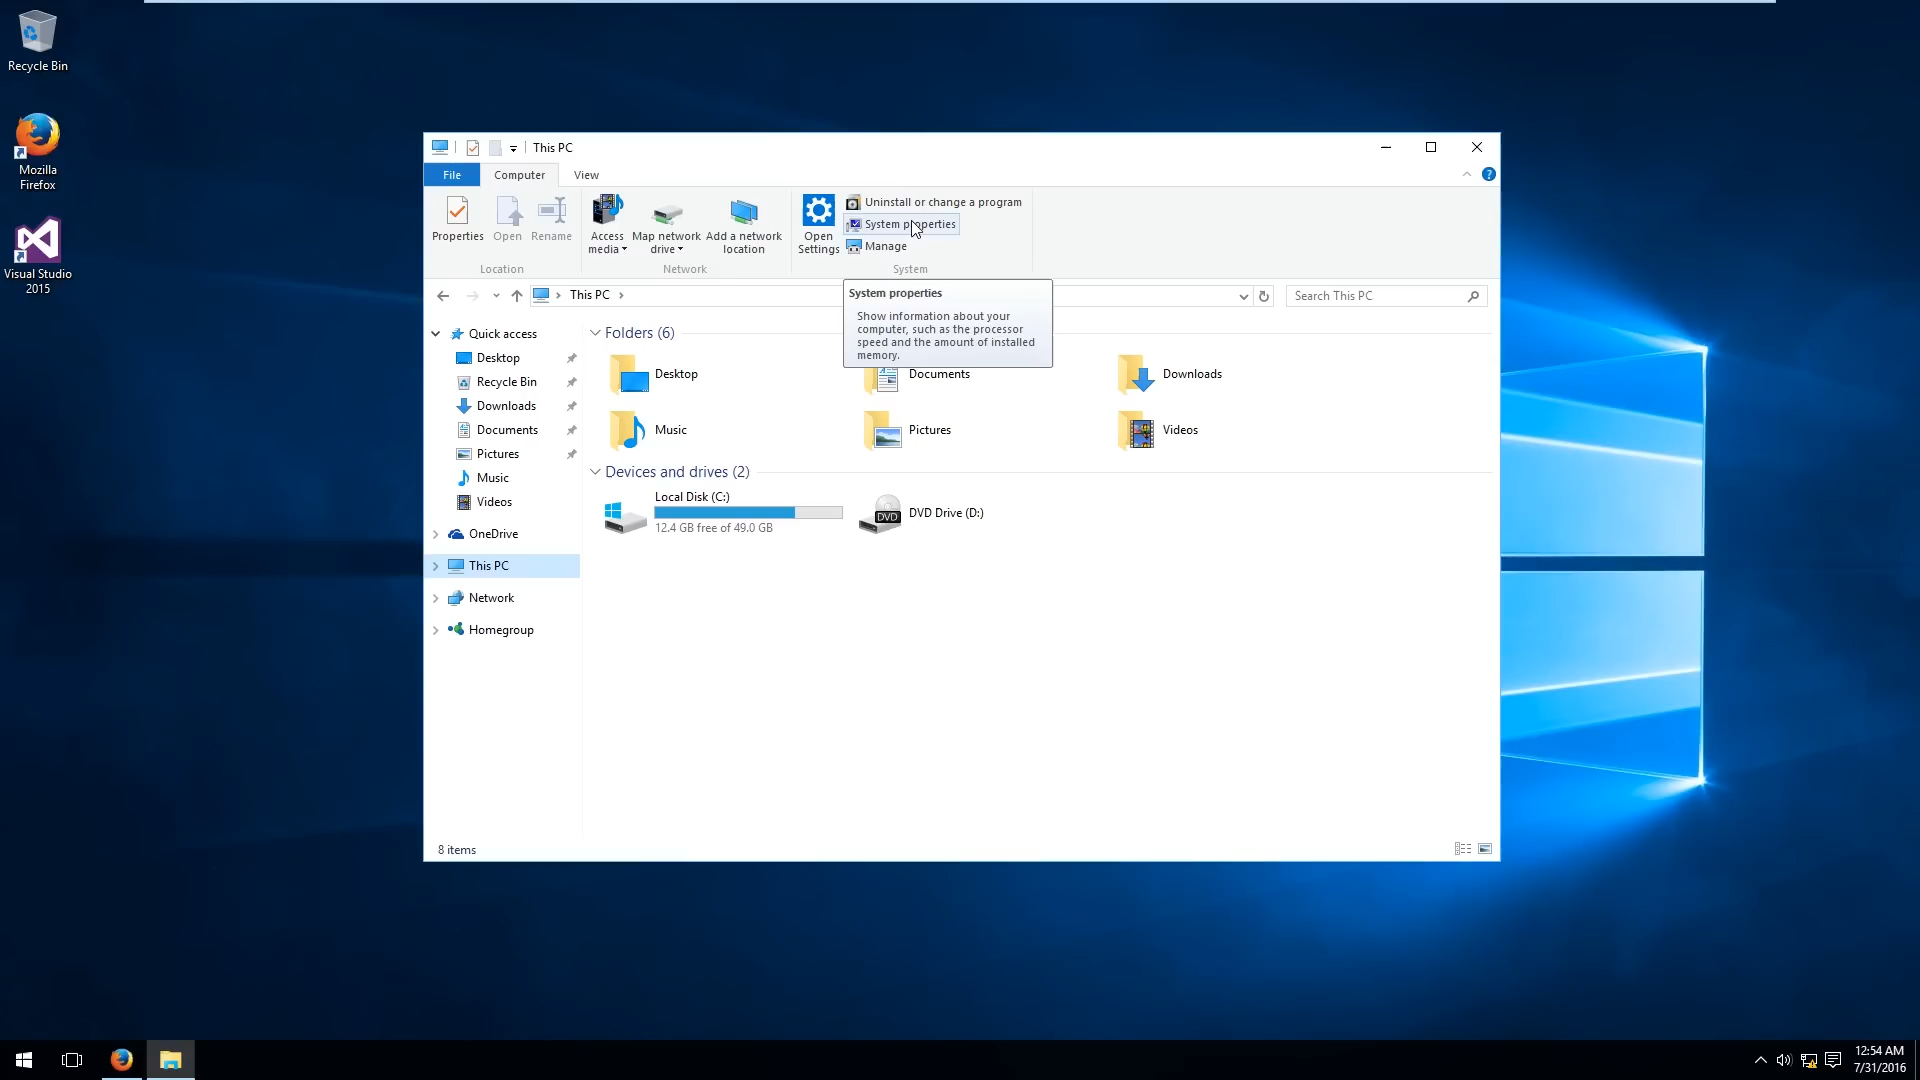 Recycle Bin
Mozilla
Firefox
Visual Studio
2015
This PC
File
Computer
View
Properties
Open
Rename
Location
Access
media
Map network
drive
Add a network
location
Network
Open
Settings
Uninstall or change a program
System properties
Manage
System
This PC
Search This PC
System properties
Show information about your
computer, such as the processor
speed and the amount of installed
memory.
Quick access
Desktop
Recycle Bin
Downloads
Documents
Pictures
Music
Videos
OneDrive
This PC
Network
Homegroup
Folders (6)
Desktop
Documents
Downloads
Music
Pictures
Videos
Devices and drives (2)
Local Disk (C:)
12.4 GB free of 49.0 GB
DVD
DVD Drive (D:)
8 items
12:54 AM
7/31/2016